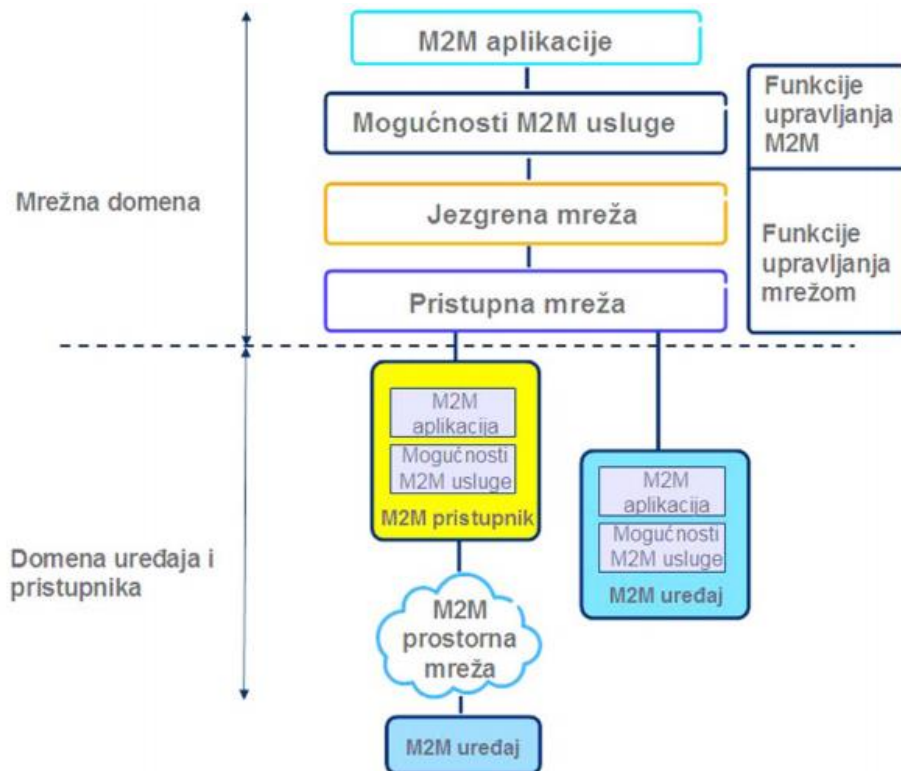 M2M aplikacije
Mogućnosti M2M usluge
Jezgrena mreža
Pristupna mreža
Funkcije
upravljanja
M2M
Funkcije
upravljanja
mrežom
Mrežna domena
M2M
aplikacija
Mogućnosti
M2M usluge
M2M pristupnik
M2M
aplikacija
Mogućnosti
M2M usluge
M2M uređaj
Domena uređaja i
pristupnika
M2M
prostorna
mreža
M2M uređaj